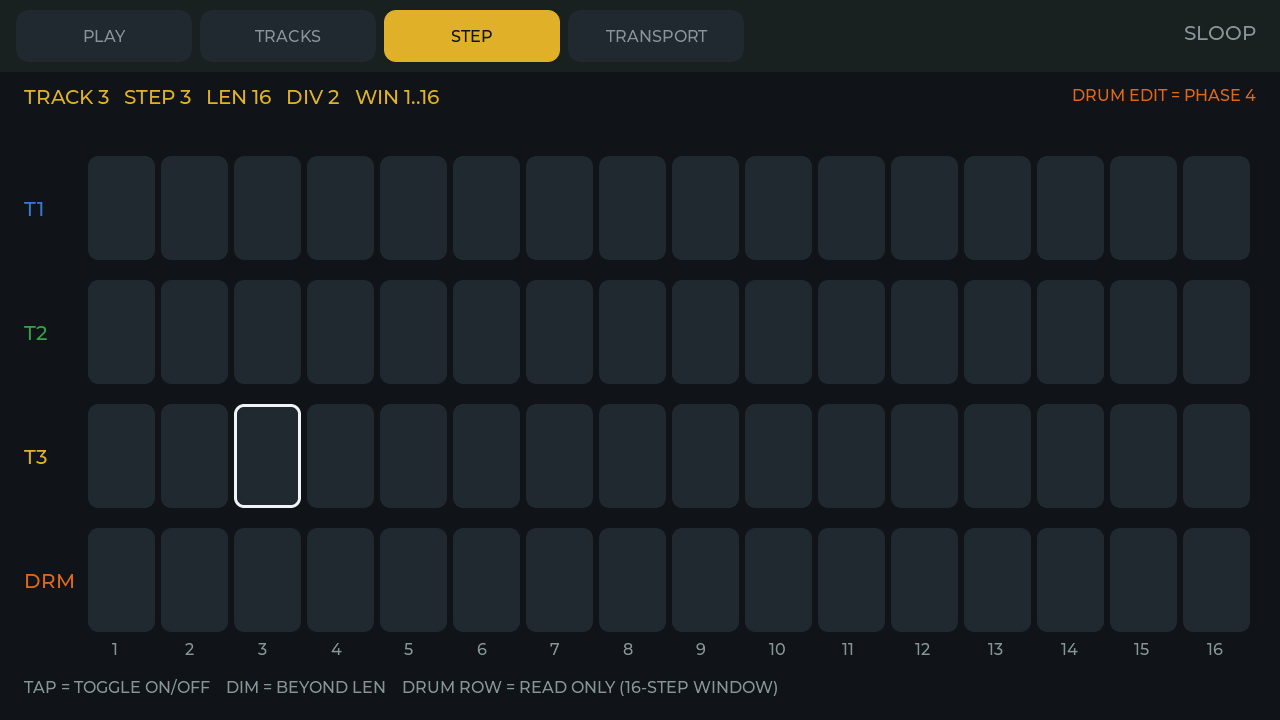 PLAY TRACKS STEP TRANSPORT SLOOP
TRACK 3 STEP 3 LEN 16 DIV 2 WIN 1..16 DRUM EDIT = PHASE 4
T1
T2
T3
DRM
1 2 3 4 5 6 7 8 9 10 11 12 13 14 15 16
TAP = TOGGLE ON/OFF DIM = BEYOND LEN DRUM ROW = READ ONLY (16-STEP WINDOW)